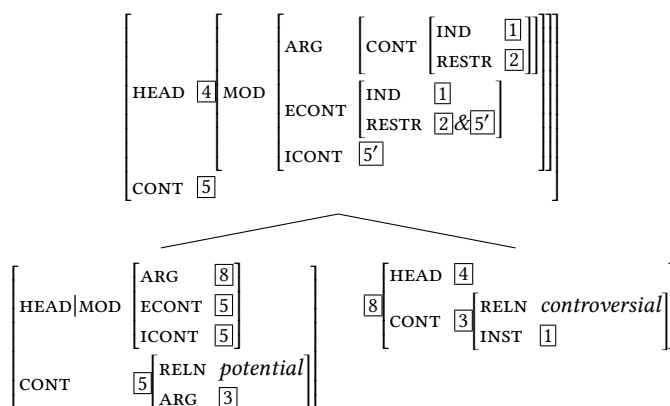 ARG CONT IND 1
RESTR 2
HEAD 4 MOD
ECONT IND 1
RESTR 2&5′
ICONT 5′
CONT 5
HEAD|MOD ARG 8
ECONT 5
ICONT 5
CONT 5 RELN potential
ARG 3
8 HEAD 4
CONT 3 RELN controversial
INST 1